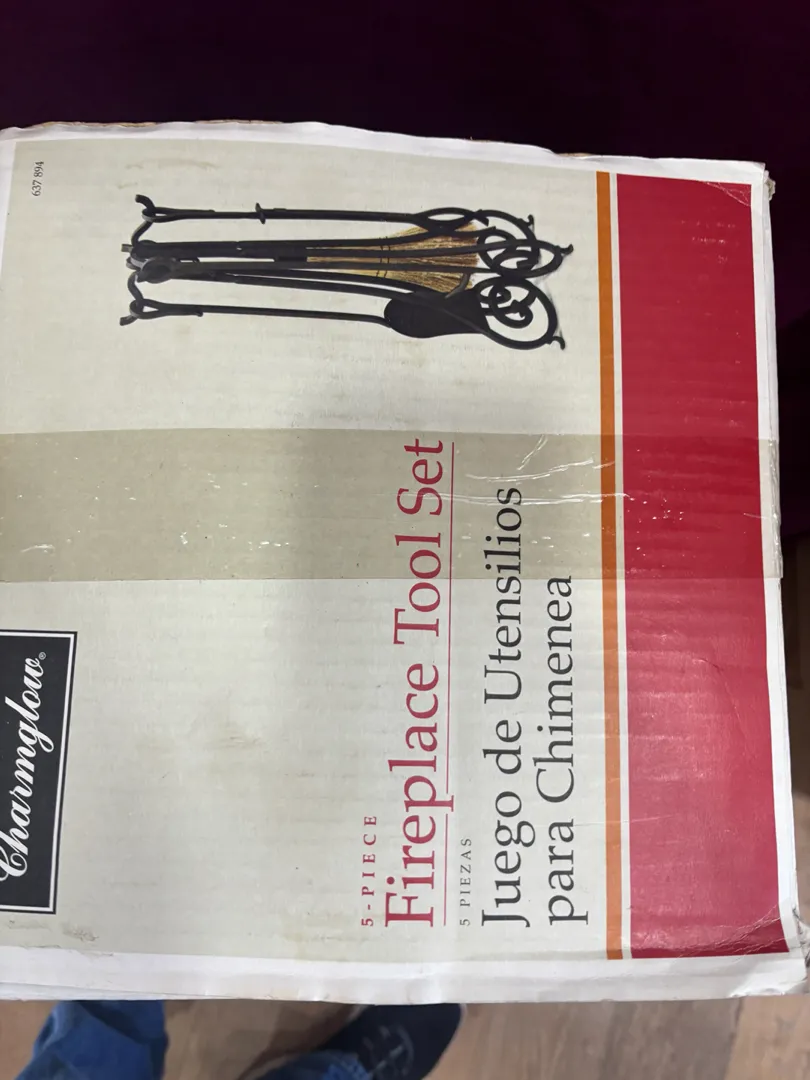 Charmglow®
637 894
5-PIECE
Fireplace Tool Set
5 PIEZAS
Juego de Utensilios
para Chimenea